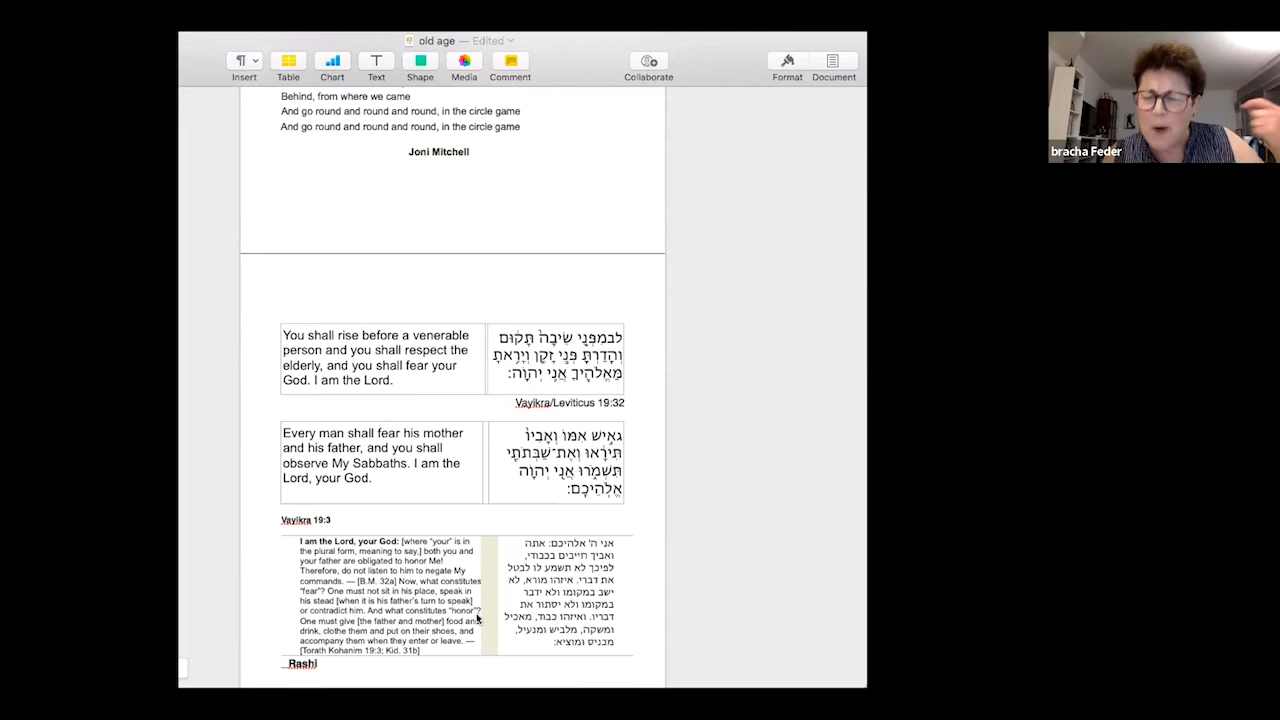 old age — Edited
Insert
Table
Chart
Text
Shape
Media
Comment
Collaborate
Format
Document
bracha Feder
Behind, from where we came
And go round and round and round, in the circle game
And go round and round and round, in the circle game
Joni Mitchell
You shall rise before a venerable
person and you shall respect the
elderly, and you shall fear your
God. I am the Lord.
לבמִפְּנֵ֤י שֵׂיבָה֙ תָּק֔וּם
וְהָֽדַרְתָּ֖ פְּנֵ֣י זָקֵ֑ן וְיָרֵ֥אתָ
מֵּֽאֱלֹהֶ֖יךָ אֲנִ֥י יְהֹוָֽה:
Vayikra/Leviticus 19:32
Every man shall fear his mother
and his father, and you shall
observe My Sabbaths. I am the
Lord, your God.
גאִ֣ישׁ אִמּ֤וֹ וְאָבִיו֙
תִּירָ֔אוּ וְאֶת־שַׁבְּתֹתַ֖י
תִּשְׁמֹ֑רוּ אֲנִ֖י יְהֹוָ֥ה
אֱלֹֽהֵיכֶֽם:
Vayikra 19:3
I am the Lord, your God: [where “your” is in
the plural form, meaning to say,] both you and
your father are obligated to honor Me!
Therefore, do not listen to him to negate My
commands. — [B.M. 32a] Now, what constitutes
“fear”? One must not sit in his place, speak in
his stead [when it is his father’s turn to speak]
or contradict him. And what constitutes “honor”?
One must give [the father and mother] food and
drink, clothe them and put on their shoes, and
accompany them when they enter or leave. —
[Torath Kohanim 19:3; Kid. 31b]
אני ה' אלהיכם: אתה
ואביך חייבים בכבודי,
לפיכך לא תשמע לו לבטל
את דברי. איזהו מורא, לא
ישב במקומו ולא ידבר
במקומו ולא יסתור את
דבריו. ואיזהו כבוד, מאכיל
ומשקה, מלביש ומנעיל,
מכניס ומוציא:
Rashi